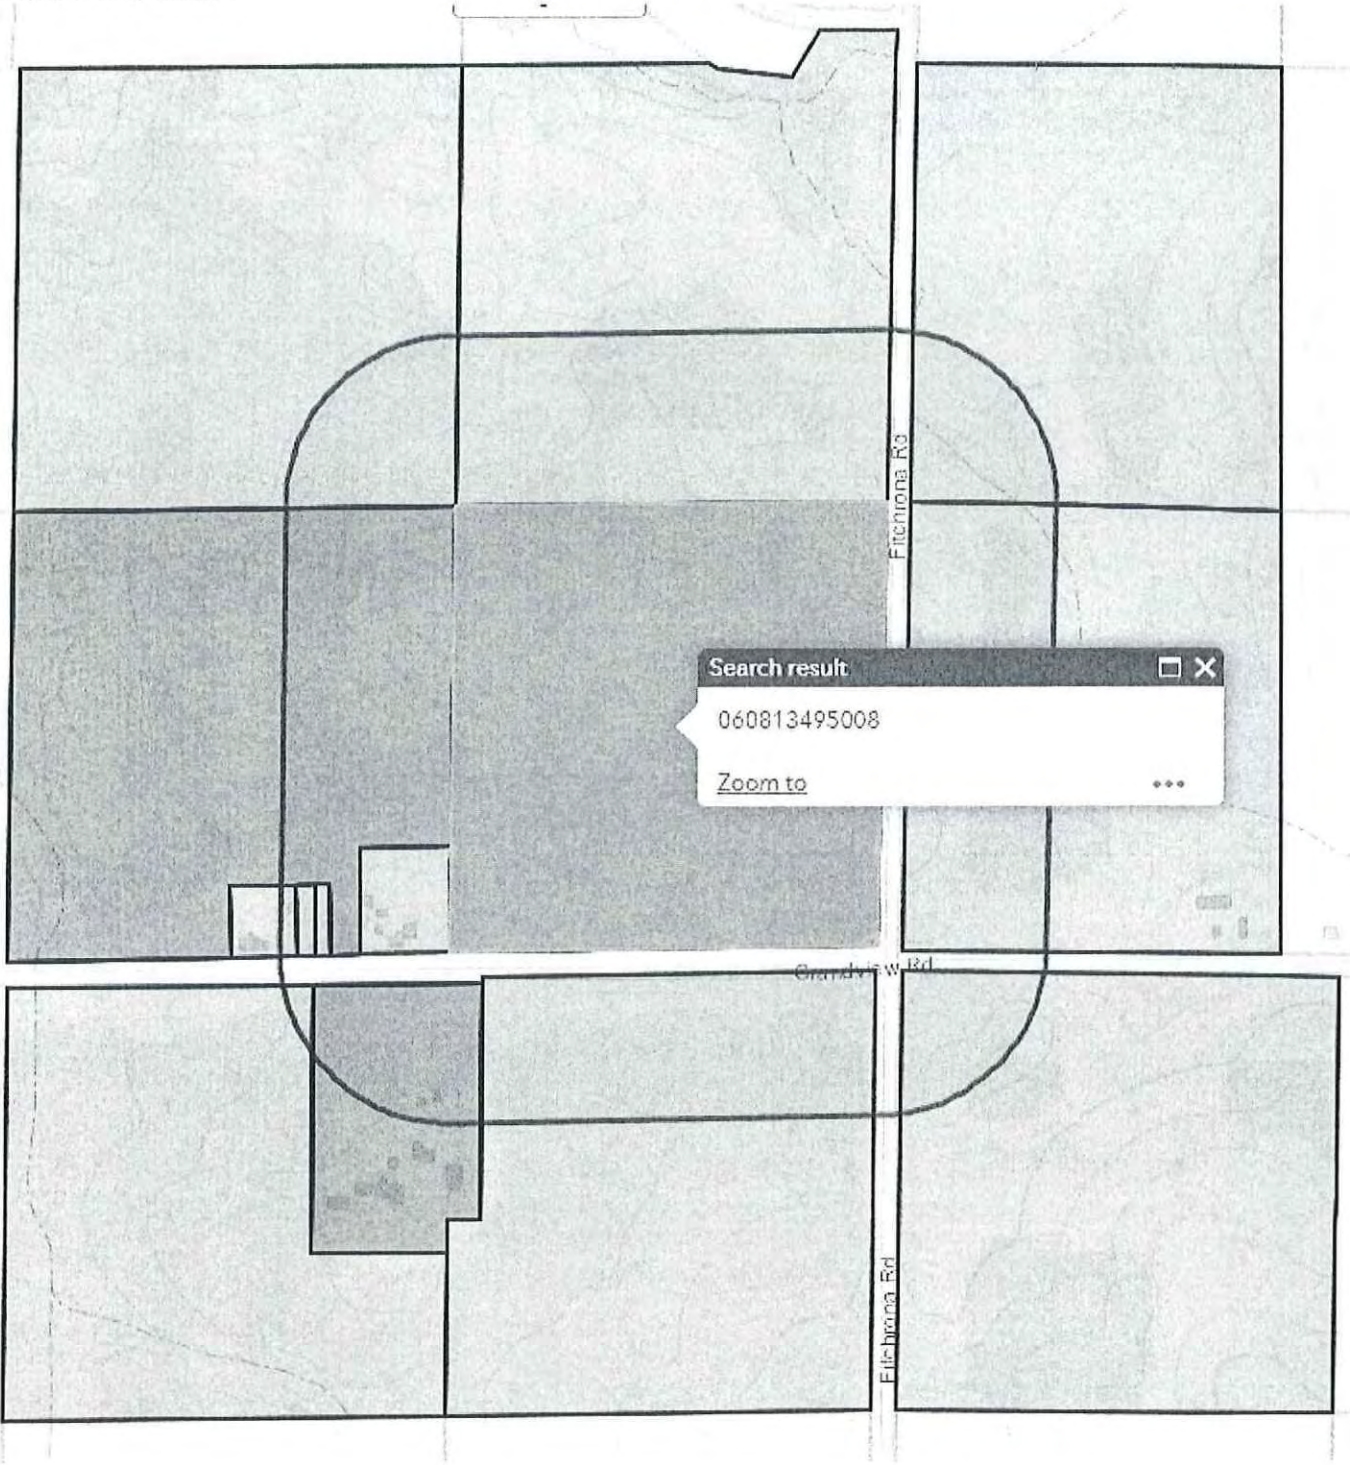 Fitchrona Rd
Search result
060813495008
Zoom to
Grandview Rd
Fitchrona Rd